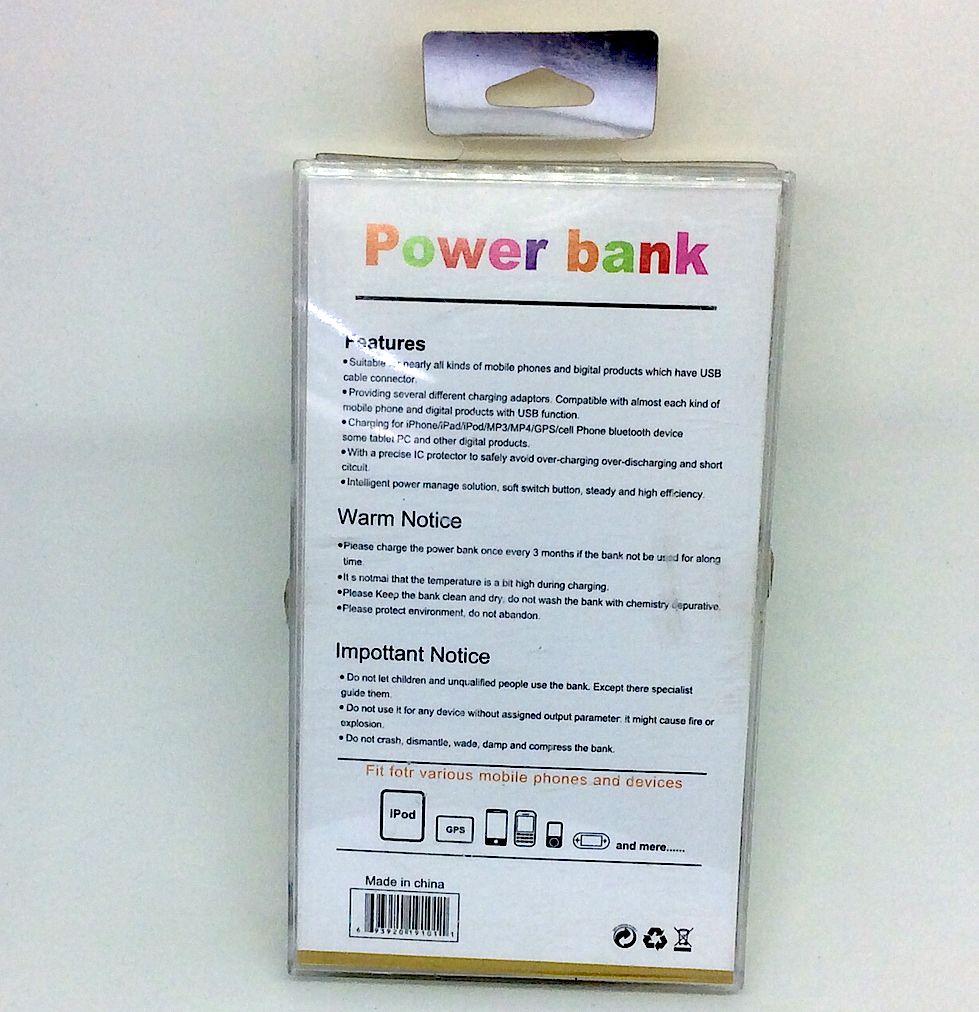 Power bank
Features
•Suitable nearly all kinds of mobile phones and bigital products which have USB
cable connector.
•Providing several different charging adaptors. Compatible with almost each kind of
mobile phone and digital products with USB function.
•Charging for iPhone/iPad/iPod/MP3/MP4/GPS/cell Phone bluetooth device
some tablet PC and other digital products.
•With a precise IC protector to safely avoid over-charging over-discharging and short
citcuit.
•Intelligent power manage solution, soft switch button, steady and high efficiency.
Warm Notice
•Please charge the power bank once every 3 months if the bank not be used for along
time.
•It s notmai that the temperature is a bit high during charging.
•Please Keep the bank clean and dry, do not wash the bank with chemistry depurative.
•Please protect environment, do not abandon.
Impottant Notice
• Do not let children and unqualified people use the bank. Except there specialist
guide them.
• Do not use it for any device without assigned output parameter. it might cause fire or
explosion.
• Do not crash, dismantle, wade, damp and compress the bank.
Fit fotr various mobile phones and devices
iPod
GPS
and mere......
Made in china